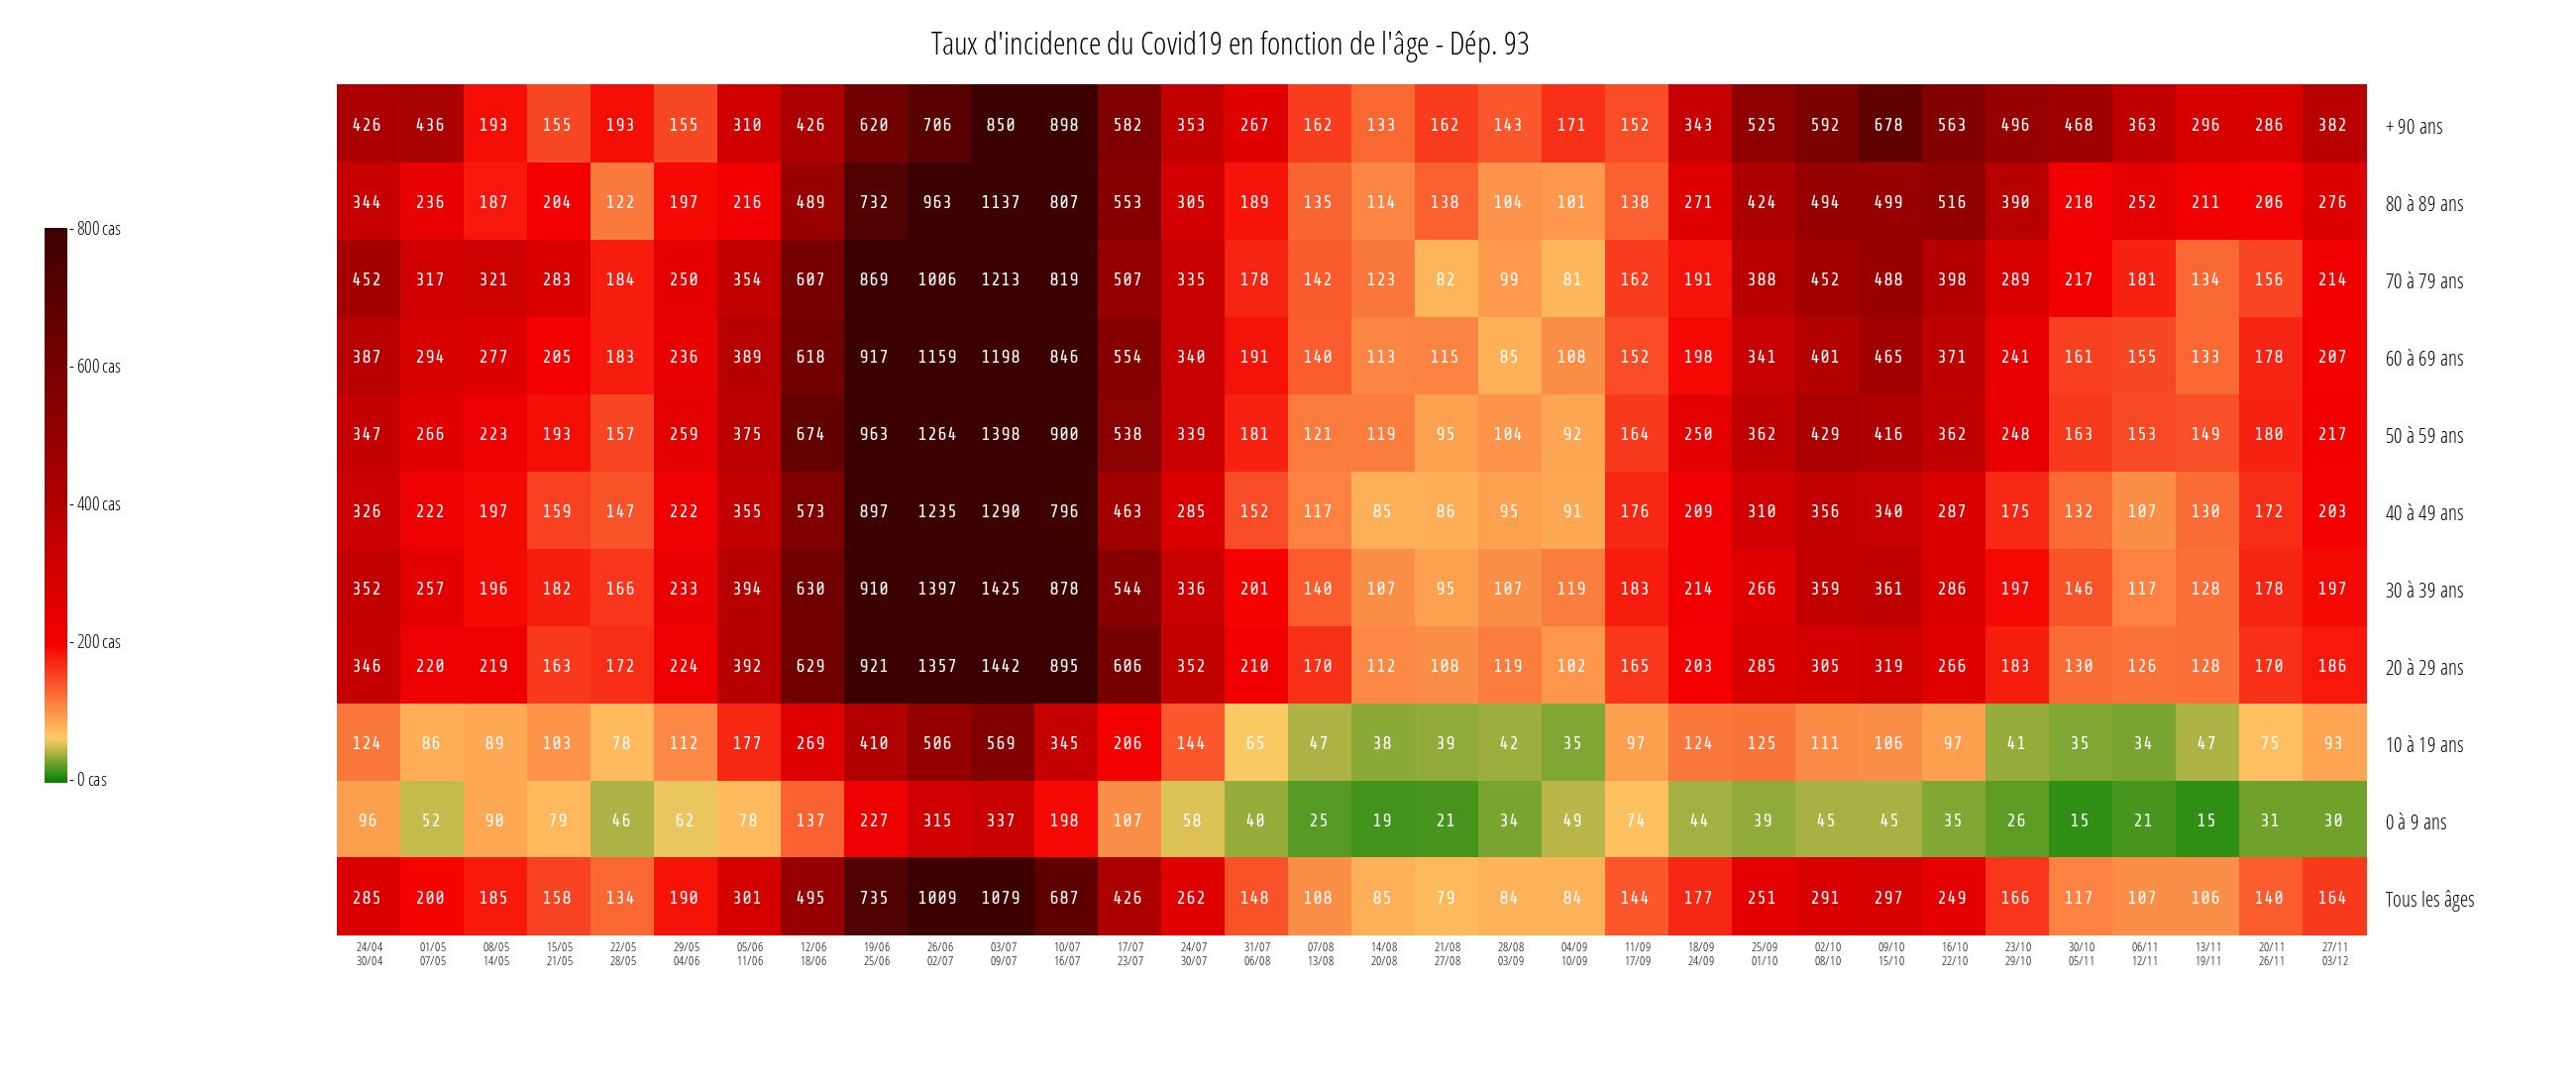 Taux d'incidence du Covid19 en fonction de l'âge - Dép. 93
- 800 cas
- 600 cas
- 400 cas
- 200 cas
- 0 cas
426 436 193 155 193 155 310 426 620 706 850 898 582 353 267 162 133 162 143 171 152 343 525 592 678 563 496 468 363 296 286 382 + 90 ans
344 236 187 204 122 197 216 489 732 963 1137 807 553 305 189 135 114 138 104 101 138 271 424 494 499 516 390 218 252 211 206 276 80 à 89 ans
452 317 321 283 184 250 354 607 869 1006 1213 819 507 335 178 142 123 82 99 81 162 191 388 452 488 398 289 217 181 134 156 214 70 à 79 ans
387 294 277 205 183 236 389 618 917 1159 1198 846 554 340 191 140 113 115 85 108 152 198 341 401 465 371 241 161 155 133 178 207 60 à 69 ans
347 266 223 193 157 259 375 674 963 1264 1398 900 538 339 181 121 119 95 104 92 164 250 362 429 416 362 248 163 153 149 180 217 50 à 59 ans
326 222 197 159 147 222 355 573 897 1235 1290 796 463 285 152 117 85 86 95 91 176 209 310 356 340 287 175 132 107 130 172 203 40 à 49 ans
352 257 196 182 166 233 394 630 910 1397 1425 878 544 336 201 140 107 95 107 119 183 214 266 359 361 286 197 146 117 128 178 197 30 à 39 ans
346 220 219 163 172 224 392 629 921 1357 1442 895 606 352 210 170 112 108 119 102 165 203 285 305 319 266 183 130 126 128 170 186 20 à 29 ans
124 86 89 103 78 112 177 269 410 506 569 345 206 144 65 47 38 39 42 35 97 124 125 111 106 97 41 35 34 47 75 93 10 à 19 ans
96 52 90 79 46 62 78 137 227 315 337 198 107 58 40 25 19 21 34 49 74 44 39 45 45 35 26 15 21 15 31 30 0 à 9 ans
285 200 185 158 134 190 301 495 735 1009 1079 687 426 262 148 108 85 79 84 84 144 177 251 291 297 249 166 117 107 106 140 164 Tous les âges
24/04 01/05 08/05 15/05 22/05 29/05 05/06 12/06 19/06 26/06 03/07 10/07 17/07 24/07 31/07 07/08 14/08 21/08 28/08 04/09 11/09 18/09 25/09 02/10 09/10 16/10 23/10 30/10 06/11 13/11 20/11 27/11
30/04 07/05 14/05 21/05 28/05 04/06 11/06 18/06 25/06 02/07 09/07 16/07 23/07 30/07 06/08 13/08 20/08 27/08 03/09 10/09 17/09 24/09 01/10 08/10 15/10 22/10 29/10 05/11 12/11 19/11 26/11 03/12